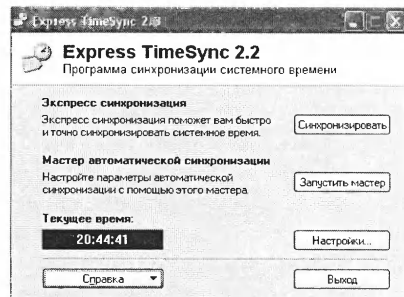 Express TimeSync 2.2
Express TimeSync 2.2
Программа синхронизации системного времени
Экспресс синхронизация
Экспресс синхронизация поможет вам быстро
и точно синхронизировать системное время.
Синхронизировать
Мастер автоматической синхронизации
Настройте параметры автоматической
синхронизации с помощью этого мастера.
Запустить мастер
Текущее время:
20:44:41
Настройки...
Справка
Выход